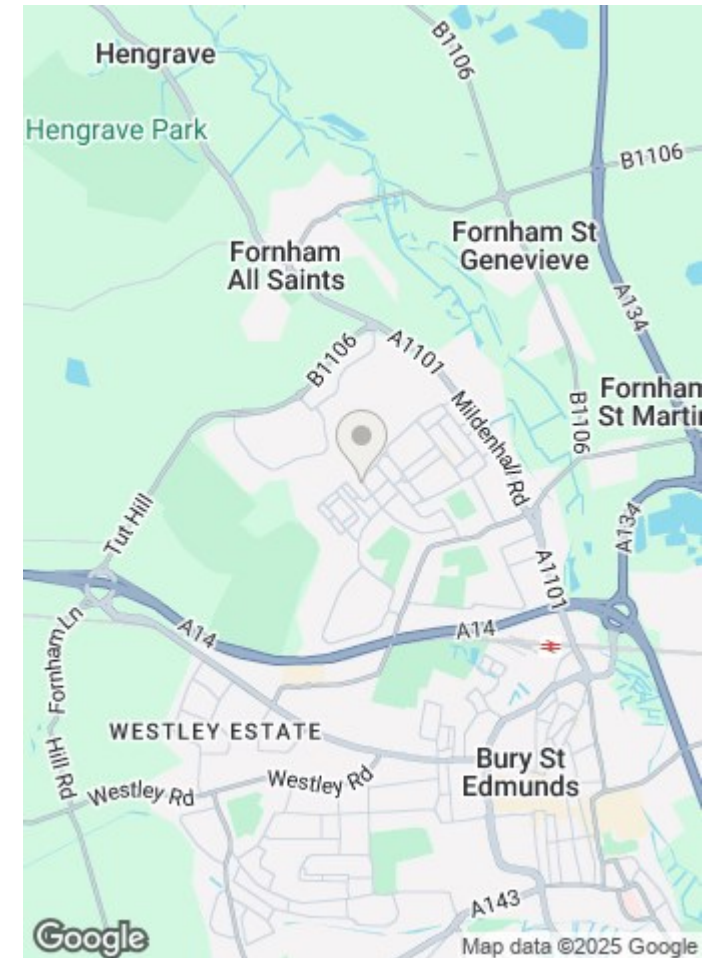 Hengrave
B1106
Hengrave Park
B1106
Fornham
All Saints
Fornham St
Genevieve
A134
B1106
A1101
Fornham
St Martin
Mildenhall Rd
B1106
Tut Hill
A134
A1101
A14
A14
Fornham Ln
WESTLEY ESTATE
Hill Rd
Westley Rd
Westley Rd
Bury St
Edmunds
A143
Google
Map data ©2025 Google